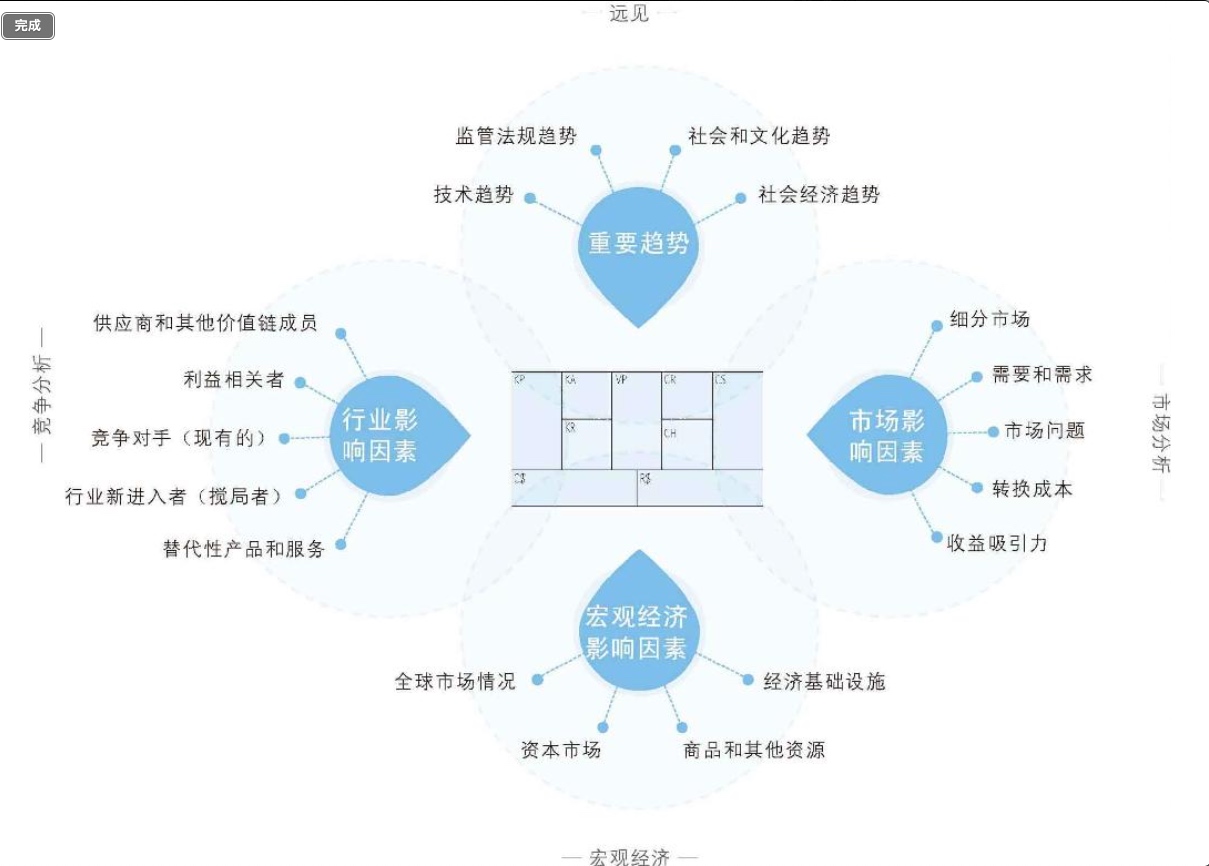 远见
完成
监管法规趋势
社会和文化趋势
技术趋势
社会经济趋势
重要趋势
供应商和其他价值链成员
利益相关者
竞争对手（现有的）
行业新进入者（搅局者）
替代性产品和服务
行业影
响因素
竞争分析
KP
KA
VP
CR
CS
KR
CH
C$
R$
细分市场
需要和需求
市场问题
转换成本
收益吸引力
市场影
响因素
市场分析
宏观经济
影响因素
全球市场情况
经济基础设施
资本市场
商品和其他资源
宏观经济